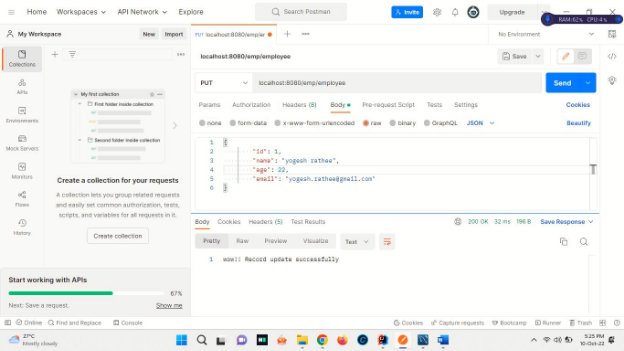 Home Workspaces API Network Explore
Search Postman
Invite
Upgrade
RAM:62% CPU:4%
My Workspace
New
Import
PUT localhost:8080/emp/em
No Environment
Collections
APIs
Environments
Mock Servers
Monitors
Flows
History
My first collection
First folder inside collection
Second folder inside collection
Create a collection for your requests
A collection lets you group related requests
and easily set common authorization, tests,
scripts, and variables for all requests in it.
Create collection
Start working with APIs
67%
Next: Save a request.
Show me
localhost:8080/emp/employee
Save
PUT
localhost:8080/emp/employee
Send
Params Authorization Headers (8) Body Pre-request Script Tests Settings
Cookies
none form-data x-www-form-urlencoded raw binary GraphQL JSON
Beautify
1 {
2 "id": 1,
3 "name": "yogesh rathee",
4 "age": 22,
5 "email": "yogesh.rathee@gmail.com"
6 }
Body Cookies Headers (5) Test Results
200 OK 32 ms 196 B Save Response
Pretty Raw Preview Visualize Text
1 waw!! Record update successfully
Online Find and Replace Console
Cookies Capture requests Bootcamp Runner Trash
27°C
Mostly cloudy
5:25 PM
10-Oct-22